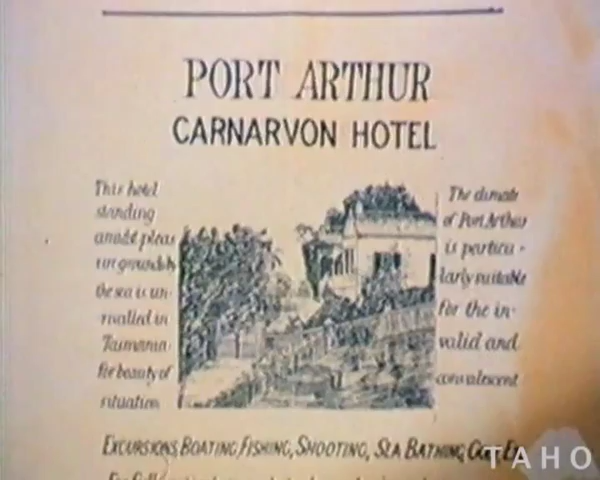 PORT ARTHUR
CARNARVON HOTEL
This hotel
standing
amidst pleas
ure grounds by
the sea is un-
rivalled in
Tasmania
for beauty of
situation
The climate
of Port Arthur
is particu-
larly suitable
for the in-
valid and
convalescent
EXCURSIONS, BOATING, FISHING, SHOOTING, SEA BATHING,
TAHO